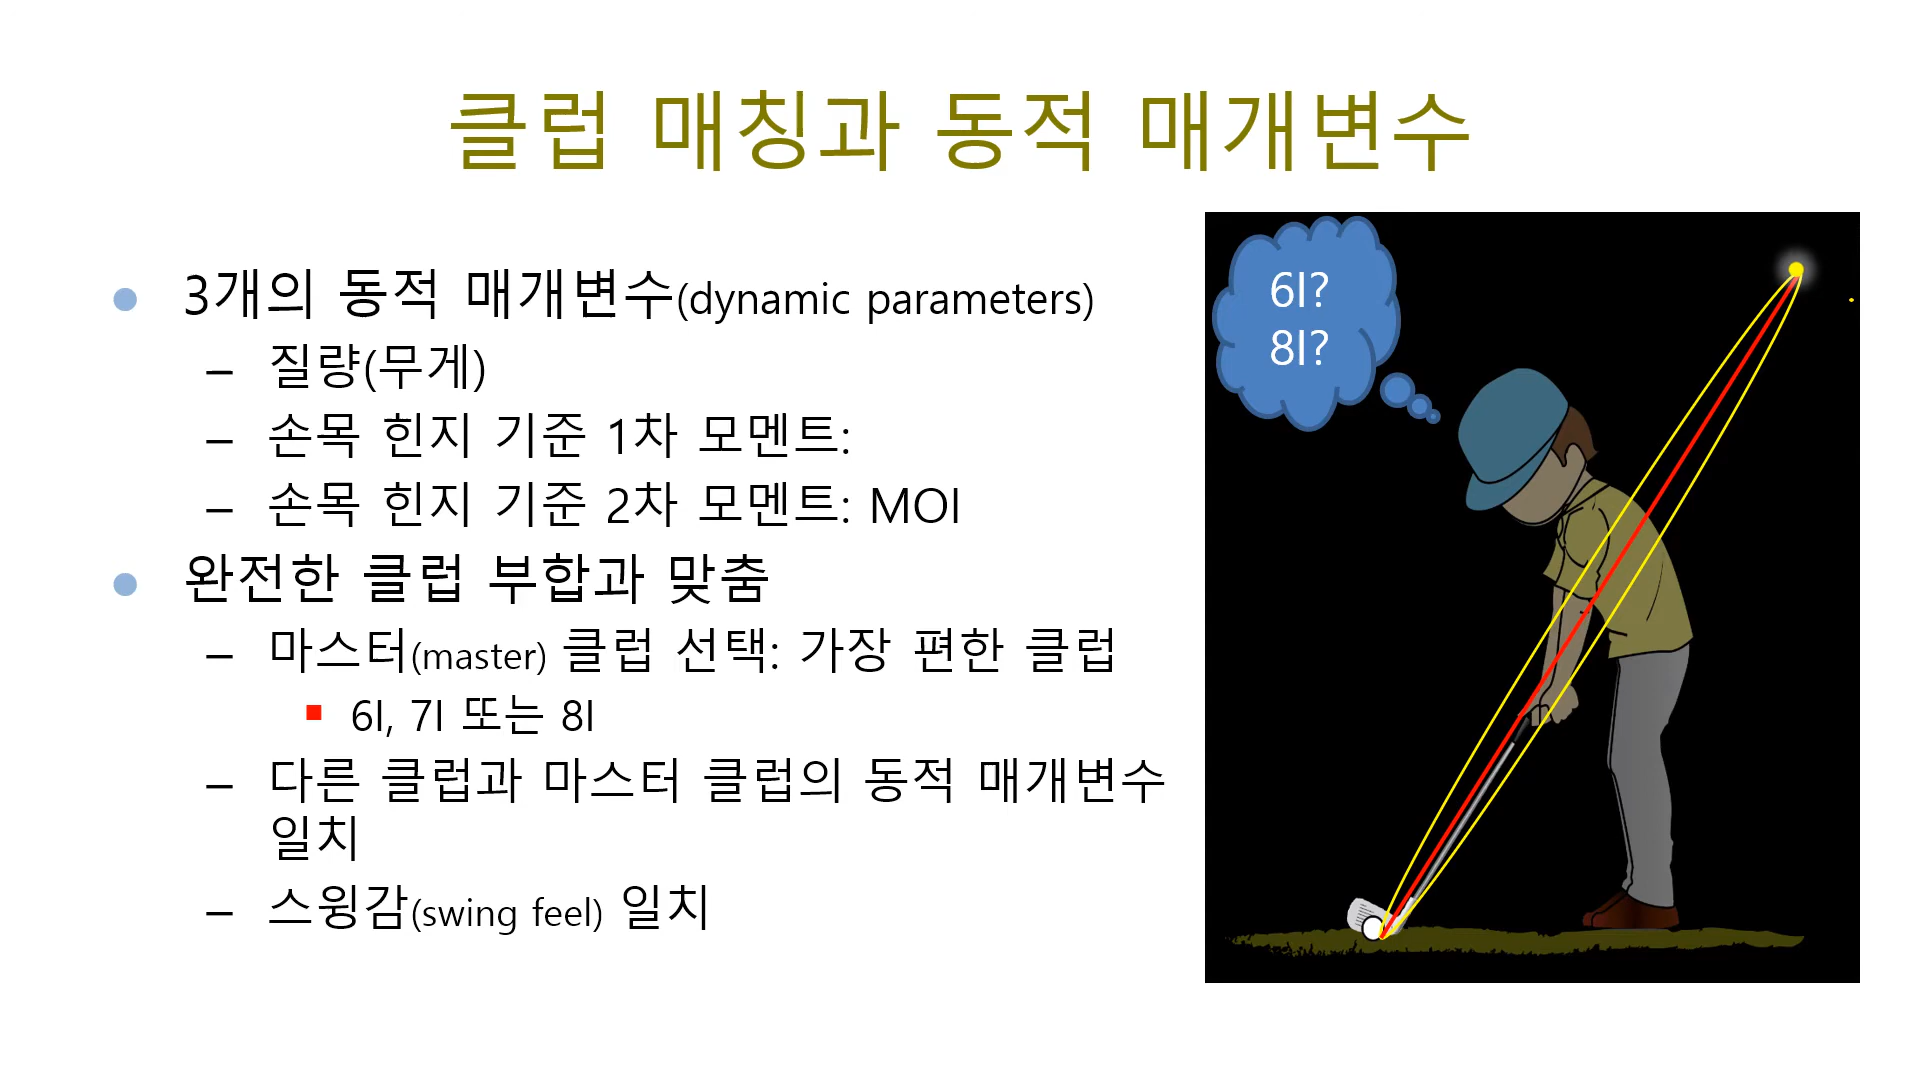 클럽 매칭과 동적 매개변수
3개의 동적 매개변수(dynamic parameters)
– 질량(무게)
– 손목 힌지 기준 1차 모멘트:
– 손목 힌지 기준 2차 모멘트: MOI
완전한 클럽 부합과 맞춤
– 마스터(master) 클럽 선택: 가장 편한 클럽
6I, 7I 또는 8I
– 다른 클럽과 마스터 클럽의 동적 매개변수
일치
– 스윙감(swing feel) 일치
6I?
8I?